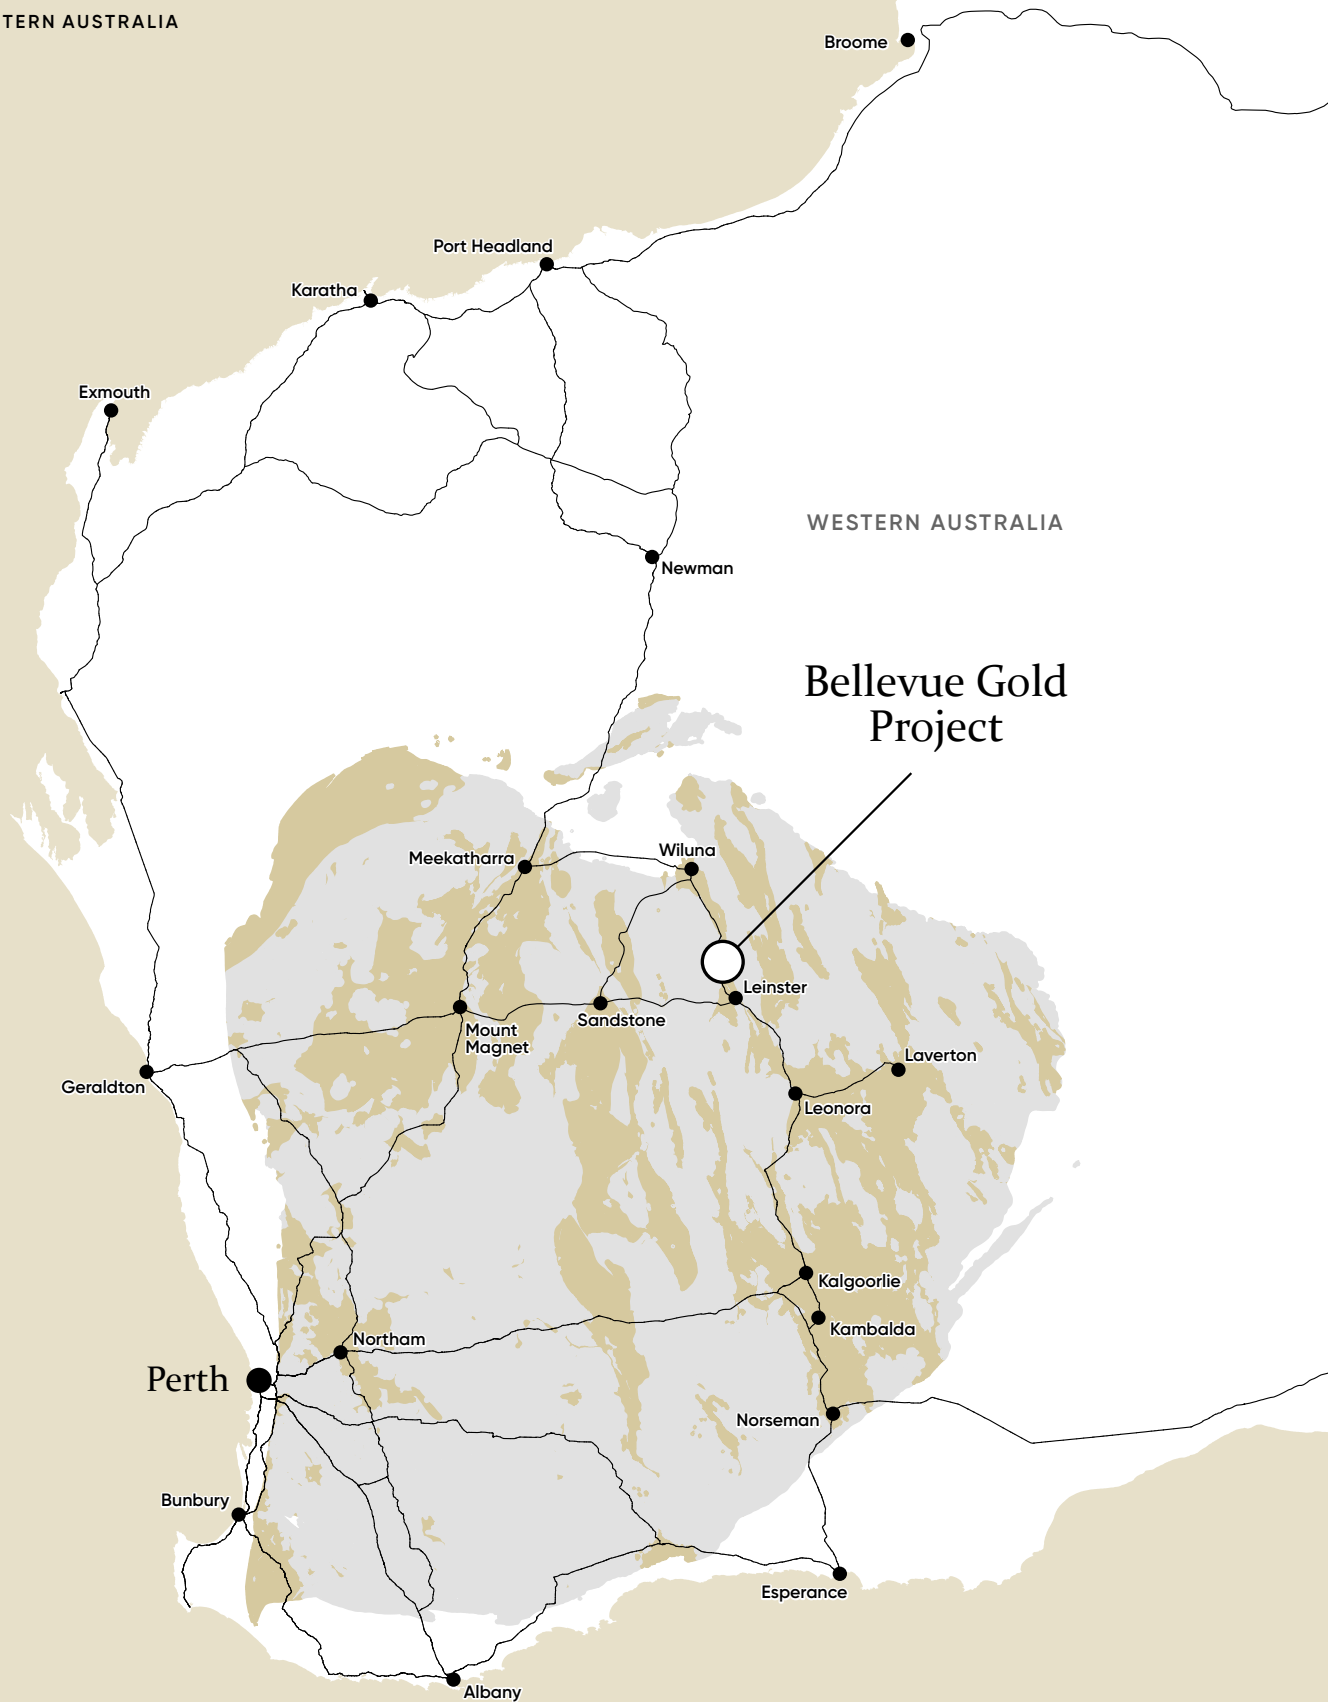 TERN AUSTRALIA
Broome
Port Headland
Karatha
Exmouth
WESTERN AUSTRALIA
Newman
Bellevue Gold
Project
Meekatharra
Wiluna
Leinster
Sandstone
Mount
Magnet
Laverton
Geraldton
Leonora
Kalgoorlie
Kambalda
Northam
Perth
Norseman
Bunbury
Esperance
Albany